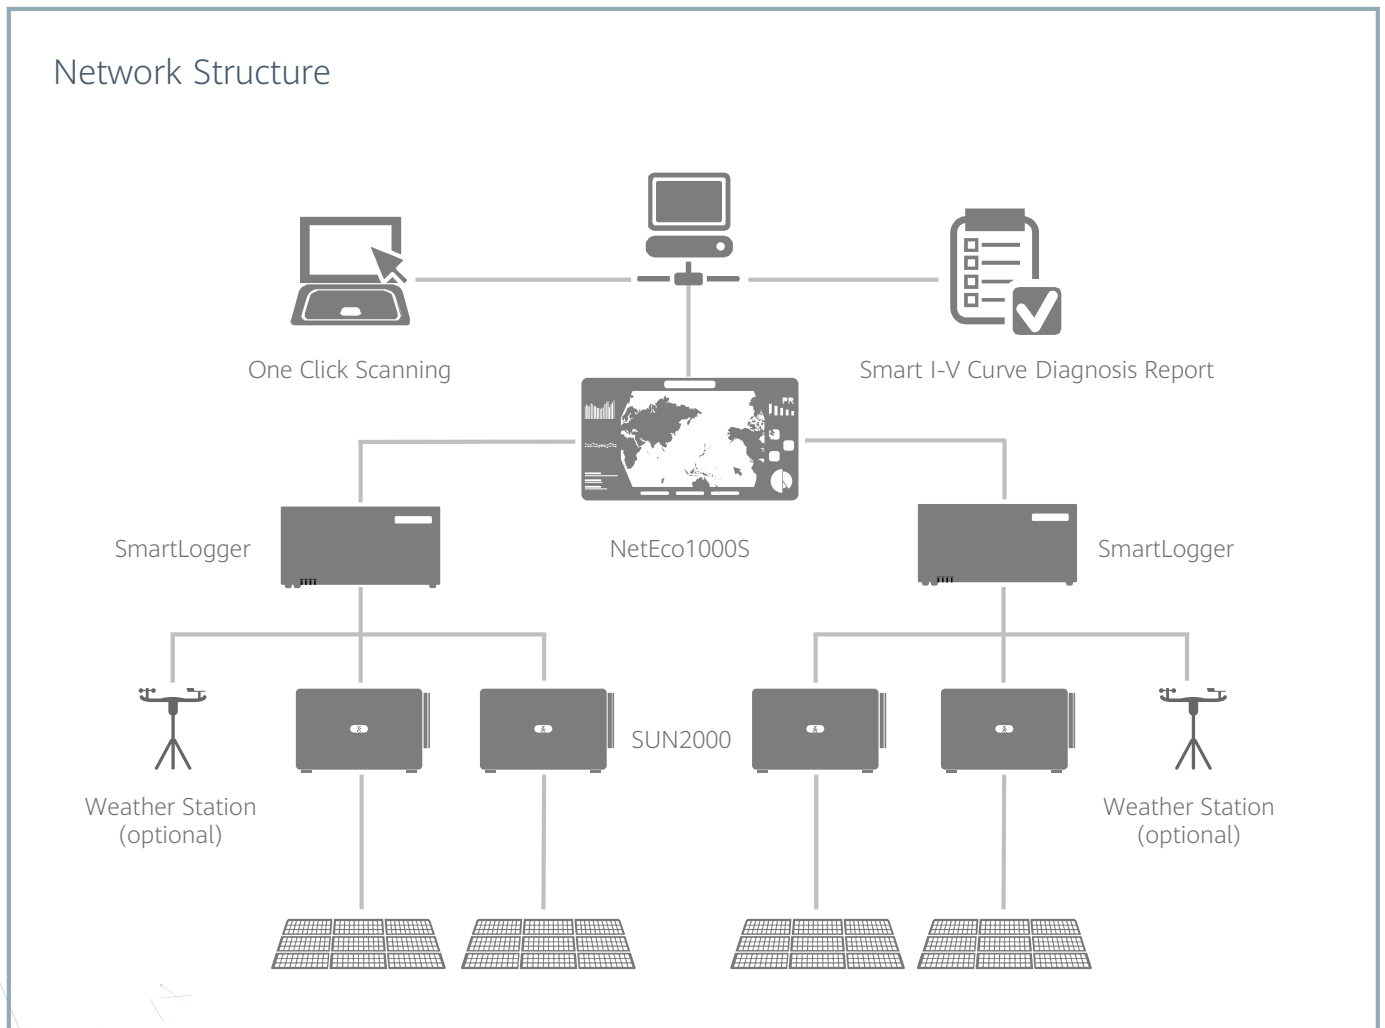 Network Structure
One Click Scanning
Smart I-V Curve Diagnosis Report
PR
SmartLogger
NetEco1000S
SmartLogger
SUN2000
Weather Station
(optional)
Weather Station
(optional)